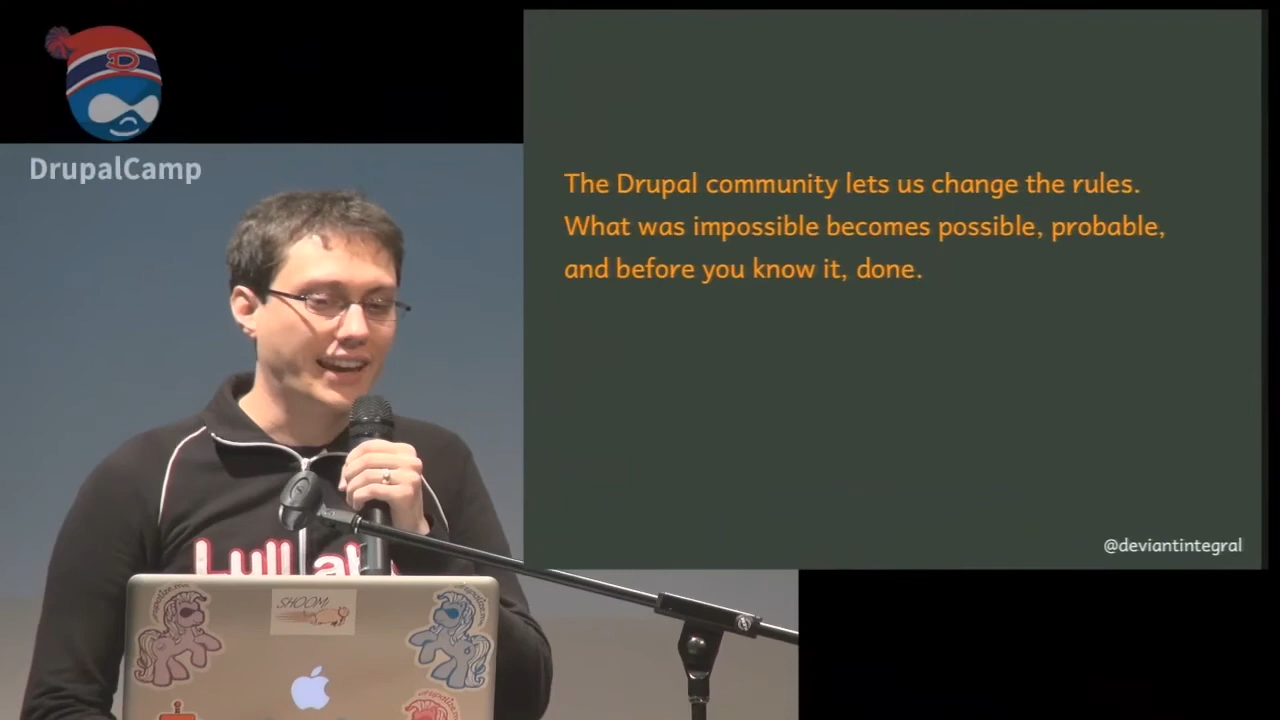 D
DrupalCamp
The Drupal community lets us change the rules.
What was impossible becomes possible, probable,
and before you know it, done.
@deviantintegral
SHOOM!